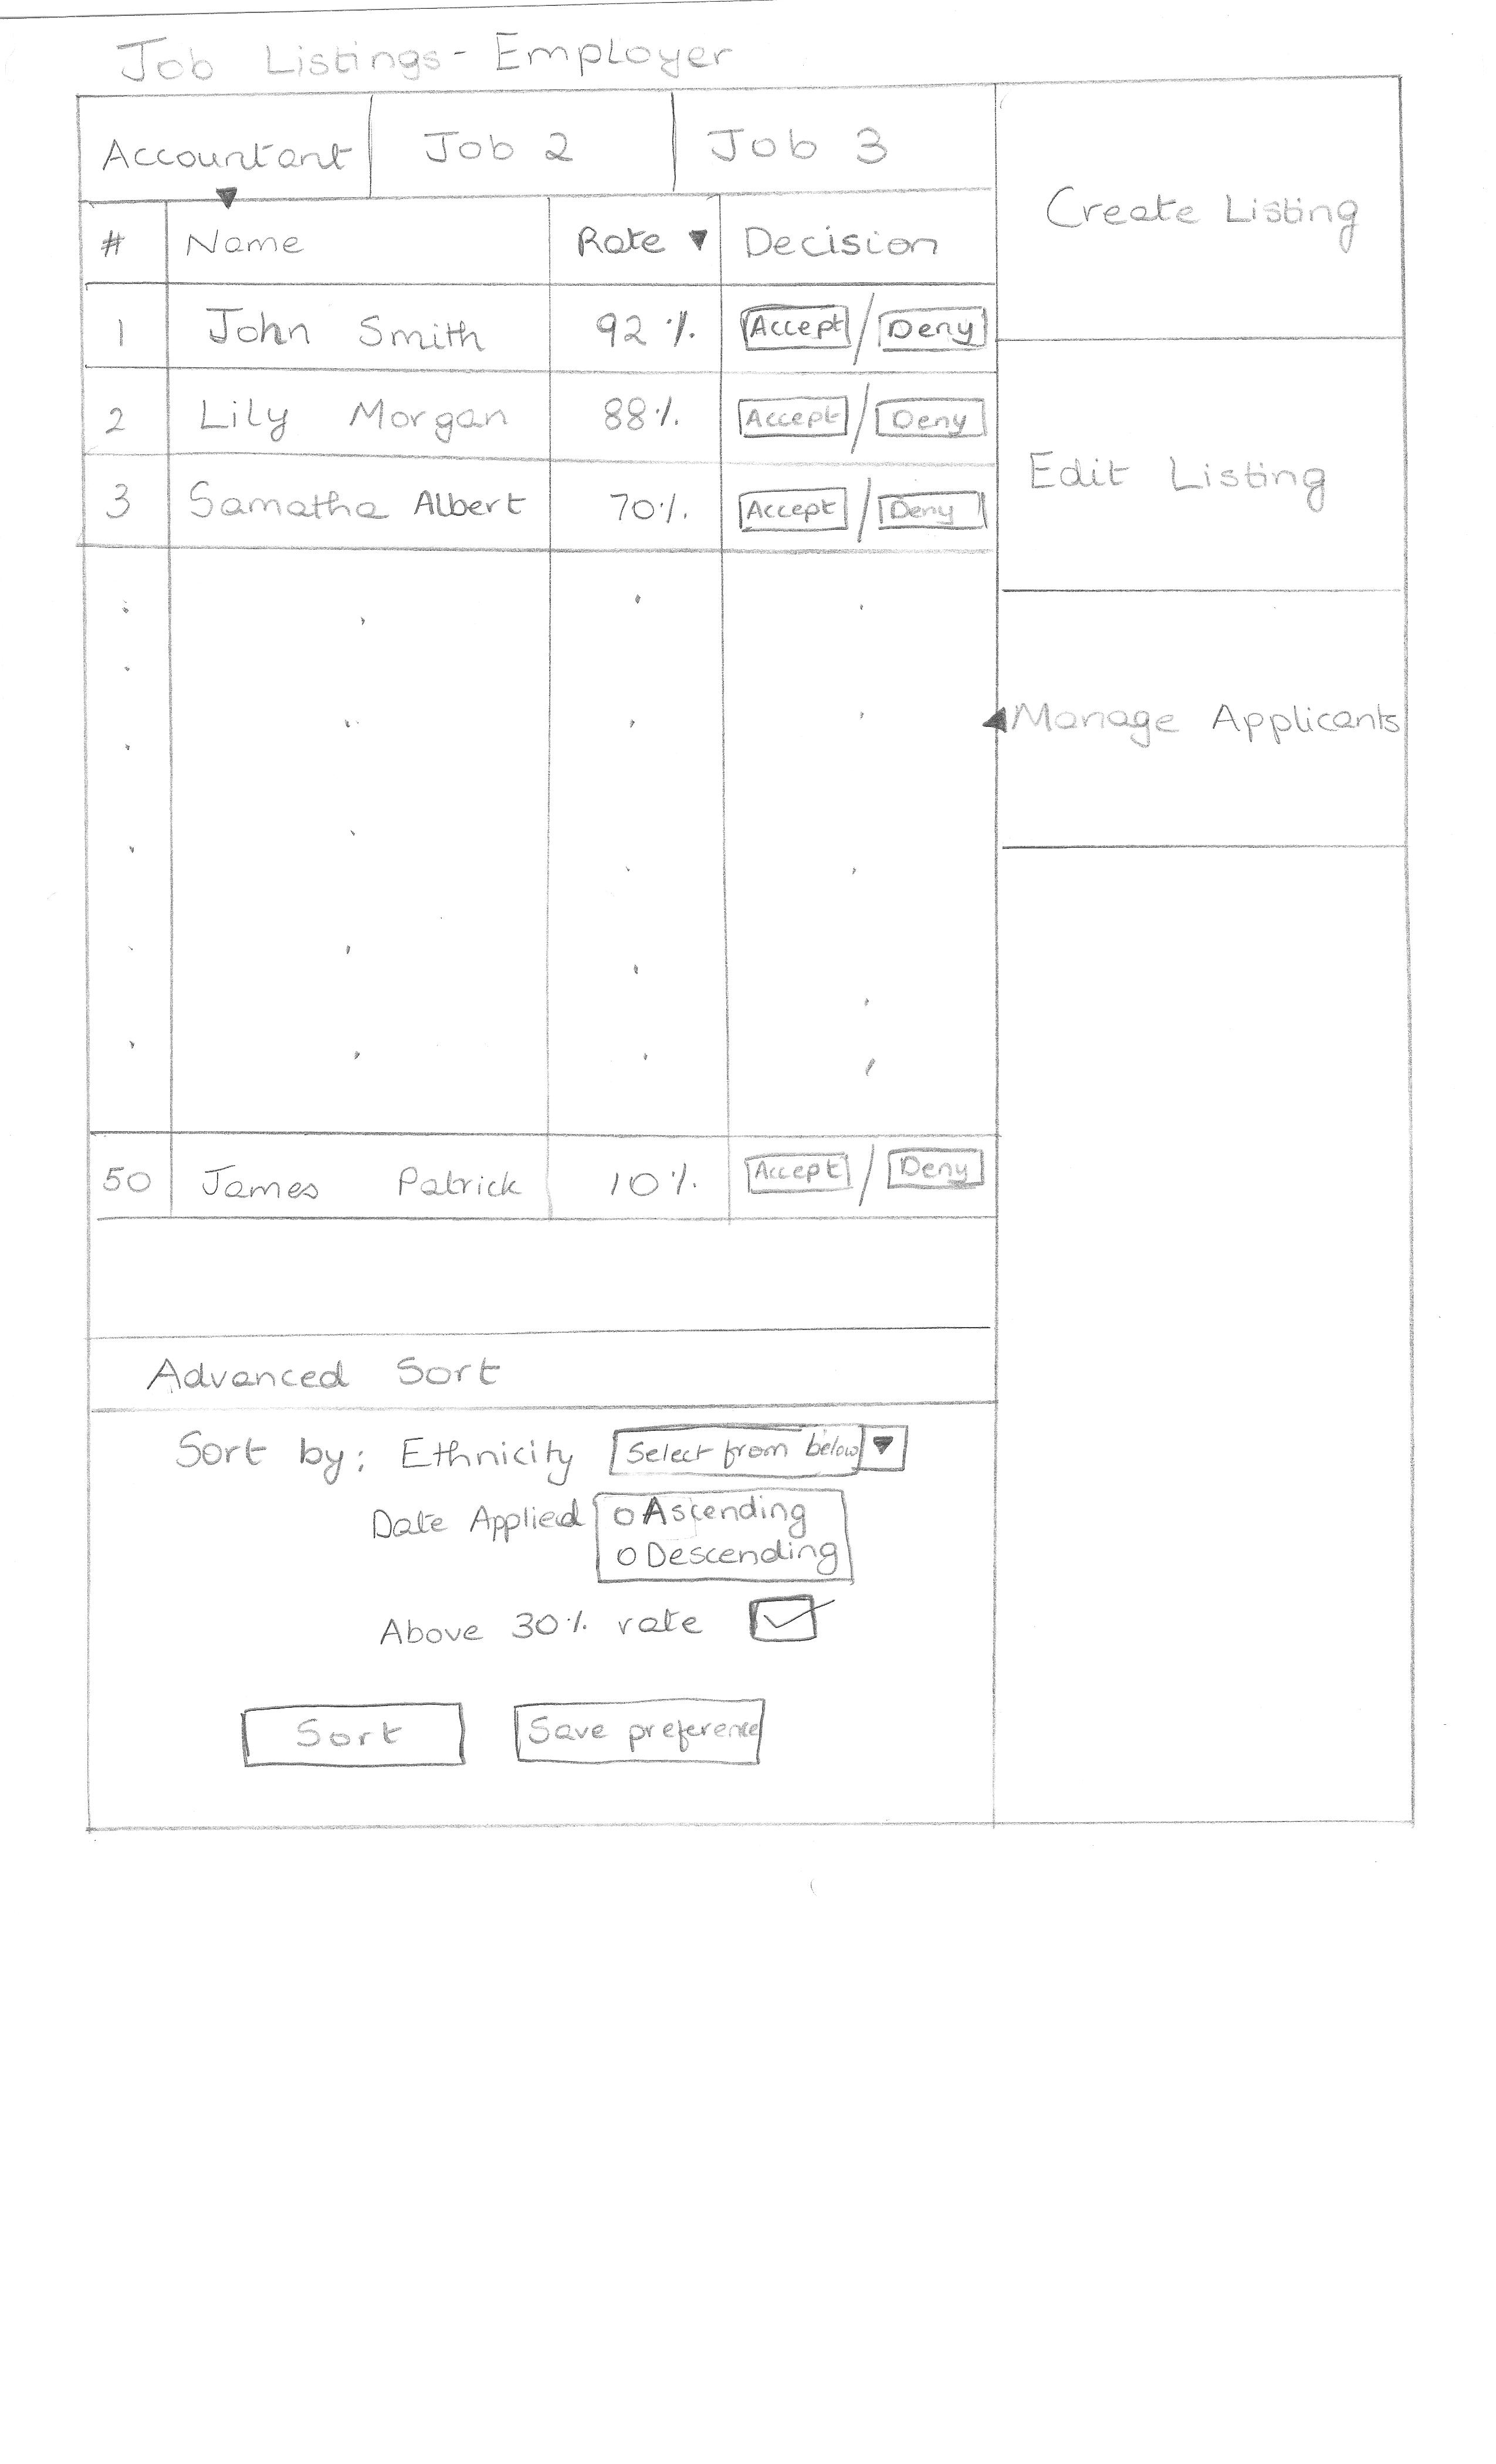 Job Listings - Employer
Accountant Job 2 Job 3
Create Listing
# Name Rate ▼ Decision
1 John Smith 92% Accept / Deny
2 Lily Morgan 88% Accept / Deny
Edit Listing
3 Samatha Albert 70% Accept / Deny
Manage Applicants
50 James Patrick 10% Accept / Deny
Advanced Sort
Sort by: Ethnicity Select from below ▼
Date Applied Ascending
Descending
Above 30% rate
Sort Save preference